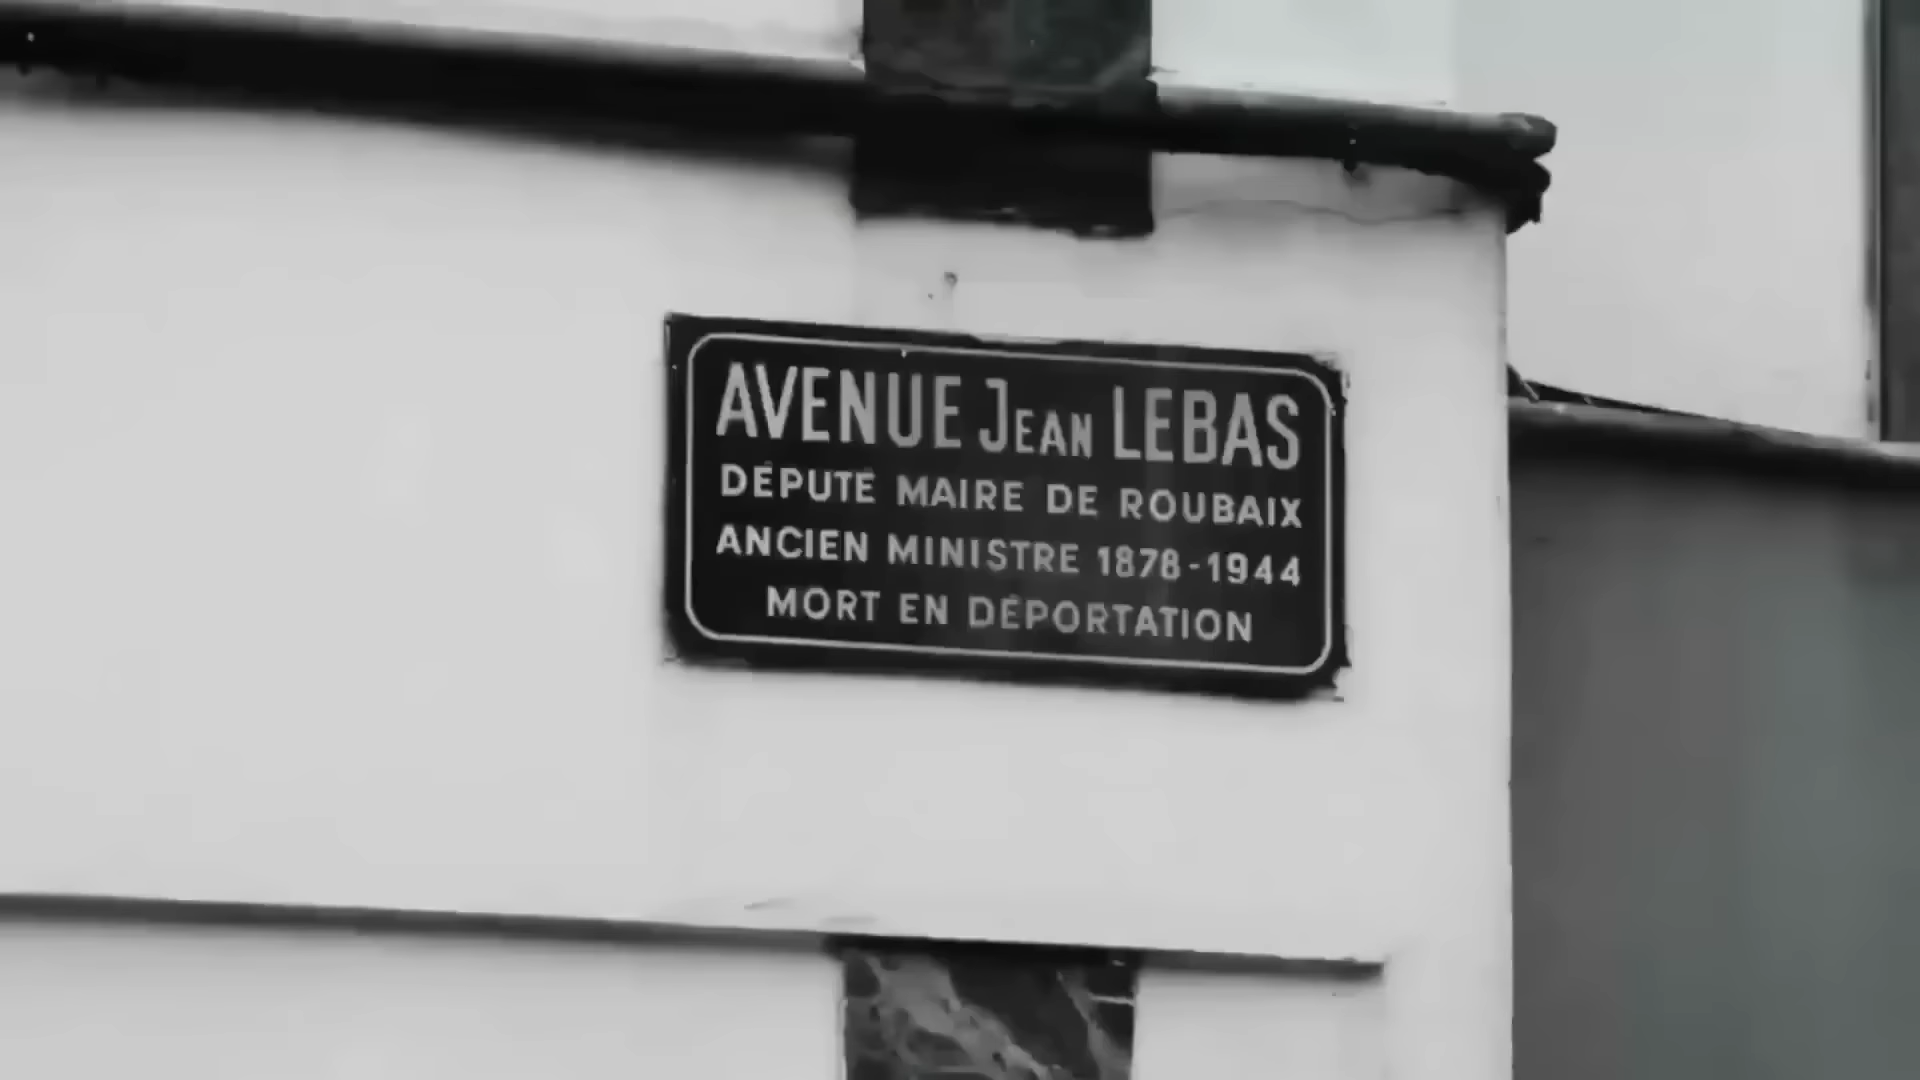 AVENUE JEAN LEBAS
DÉPUTÉ MAIRE DE ROUBAIX
ANCIEN MINISTRE 1878-1944
MORT EN DÉPORTATION